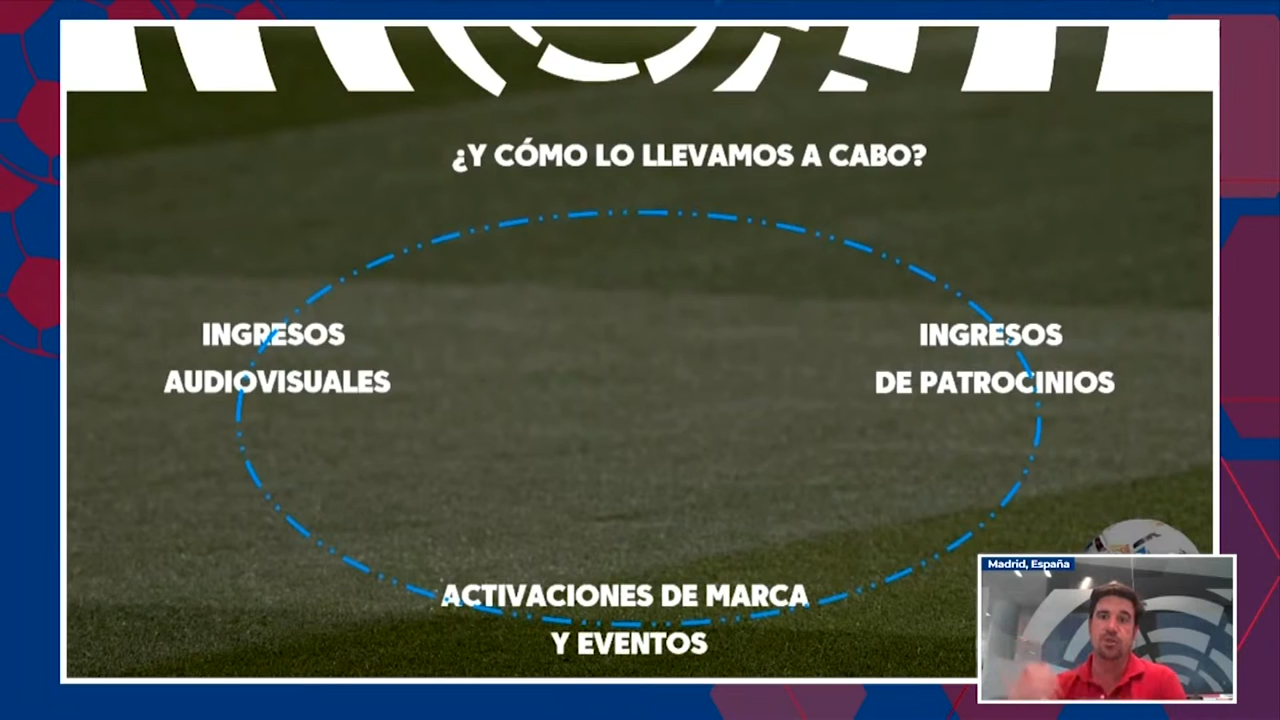 ¿Y CÓMO LO LLEVAMOS A CABO?
INGRESOS
AUDIOVISUALES
INGRESOS
DE PATROCINIOS
ACTIVACIONES DE MARCA
Y EVENTOS
Madrid, España